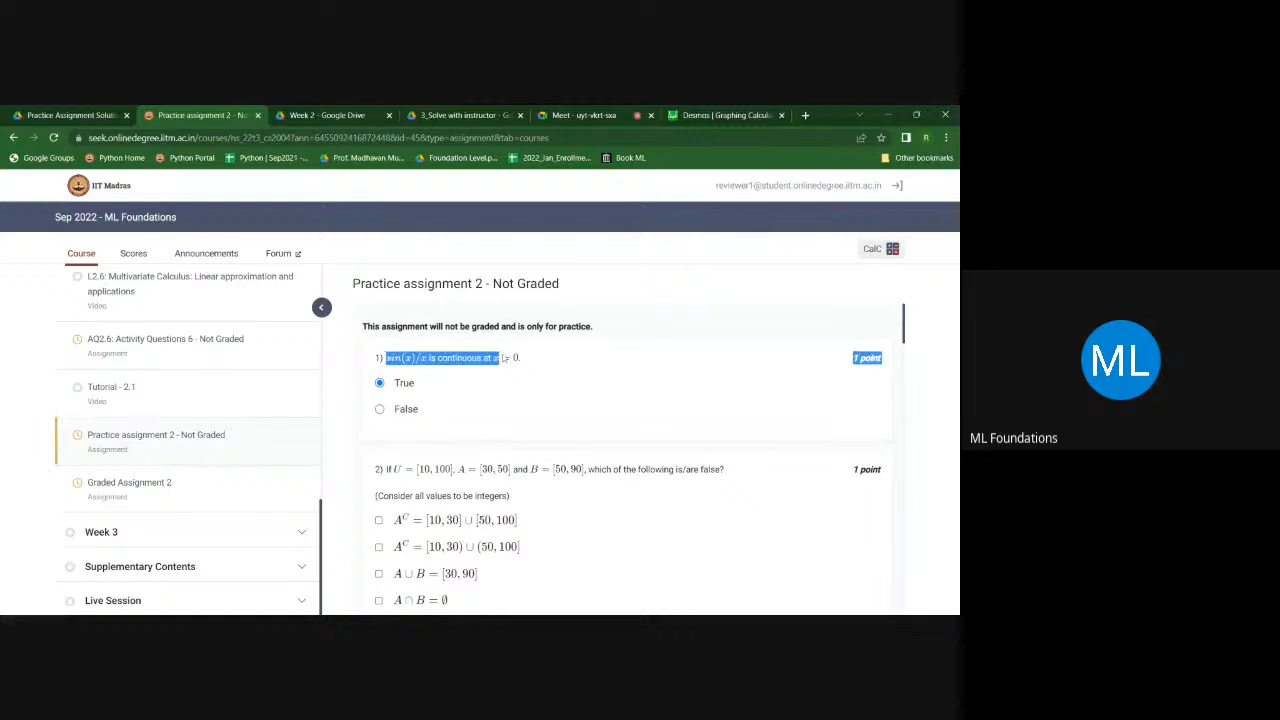 Practice Assignment Soluti
Practice assignment 2 - No
Week 2 - Google Drive
3_Solve with instructor - G
Meet - uyt-vkrt-sxa
Desmos | Graphing Calcul
seek.onlinedegree.iitm.ac.in/courses/ns_22t3_cs2004?ann=6455092416872448&id=45&type=assignment&tab=courses
R
Google Groups
Python Home
Python Portal
Python | Sep2021 -...
Prof. Madhavan Mu...
Foundation Level.p...
2022_Jan_Enrollme...
Book ML
Other bookmarks
IIT Madras
reviewer1@student.onlinedegree.iitm.ac.in
Sep 2022 - ML Foundations
Course
Scores
Announcements
Forum
CalC
L2.6: Multivariate Calculus: Linear approximation and
applications
Video
AQ2.6: Activity Questions 6 - Not Graded
Assignment
Tutorial - 2.1
Video
Practice assignment 2 - Not Graded
Assignment
Graded Assignment 2
Assignment
Week 3
Supplementary Contents
Live Session
Practice assignment 2 - Not Graded
This assignment will not be graded and is only for practice.
1) sin(x)/x is continuous at x = 0.
1 point
True
False
2) If U = [10, 100], A = [30, 50] and B = [50, 90], which of the following is/are false?
1 point
(Consider all values to be integers)
A^C = [10, 30] ∪ [50, 100]
A^C = [10, 30) ∪ (50, 100]
A ∪ B = [30, 90]
A ∩ B = ∅
ML
ML Foundations